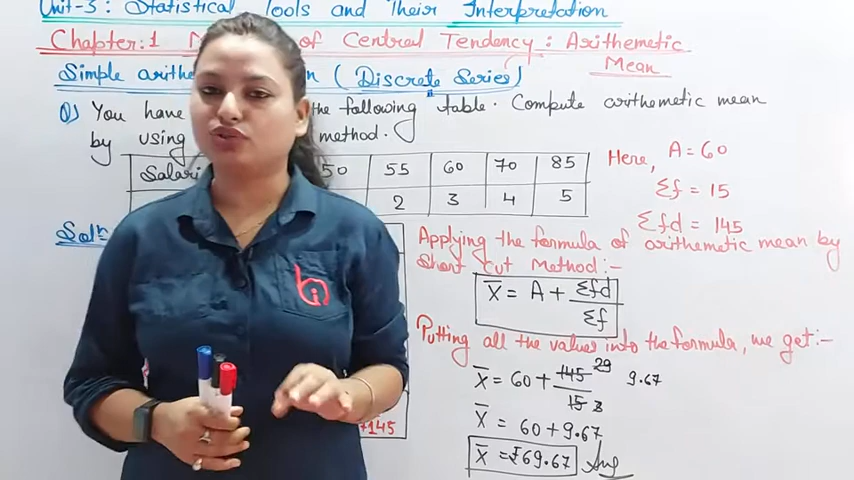 Unit-3: Statistical Tools and Their Interpretation
Chapter:1 of Central Tendency: Arithemetic Mean
Simple (Discrete Series)
Q) You have the following table. Compute arithemetic mean
by using method.
50 55 60 70 85
2 3 4 5
Here, A = 60
Σf = 15
Σfd = 145
Solⁿ
Applying the formula of arithemetic mean by
Short cut Method:-
X̅ = A + Σfd / Σf
Putting all the values into the formula, we get:-
X̅ = 60 + 145 / 15 29 3 9.67
X̅ = 60 + 9.67
X̅ = ₹69.67 Ans
145